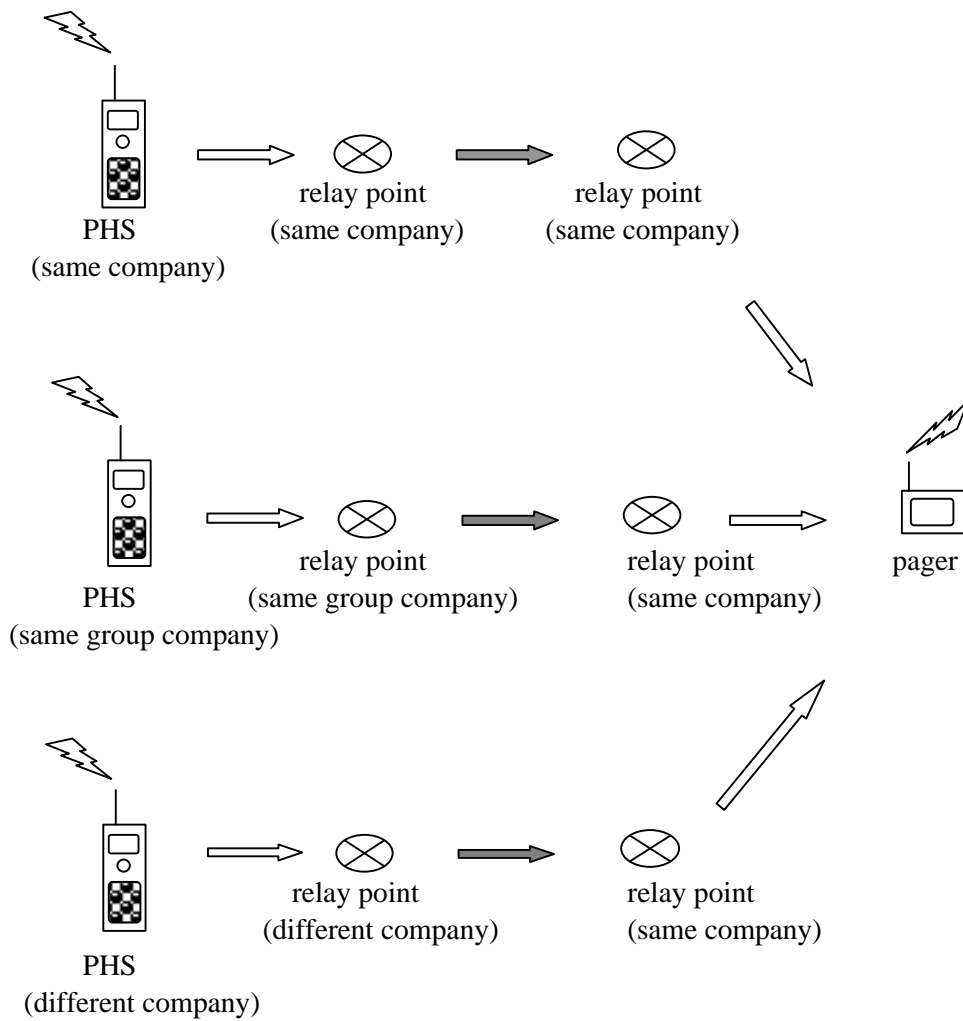 relay point
(same company)
relay point
(same company)
PHS
(same company)
relay point
(same group company)
relay point
(same company)
pager
PHS
(same group company)
relay point
(different company)
relay point
(same company)
PHS
(different company)